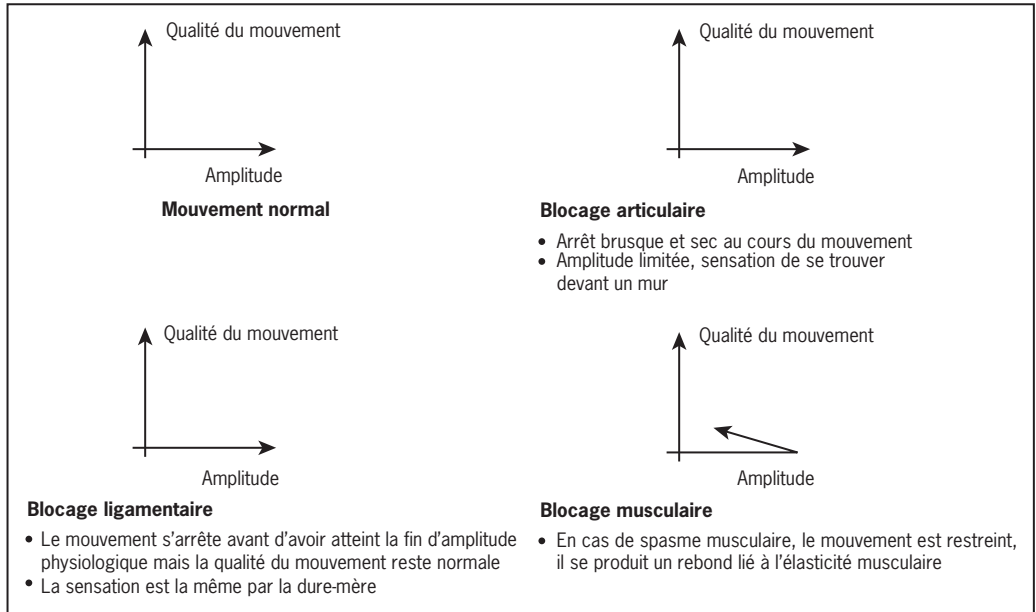 Qualité du mouvement
Amplitude
Mouvement normal
Qualité du mouvement
Amplitude
Blocage articulaire
• Arrêt brusque et sec au cours du mouvement
• Amplitude limitée, sensation de se trouver
devant un mur
Qualité du mouvement
Amplitude
Blocage ligamentaire
• Le mouvement s’arrête avant d’avoir atteint la fin d’amplitude
physiologique mais la qualité du mouvement reste normale
• La sensation est la même par la dure-mère
Qualité du mouvement
Amplitude
Blocage musculaire
• En cas de spasme musculaire, le mouvement est restreint,
il se produit un rebond lié à l’élasticité musculaire